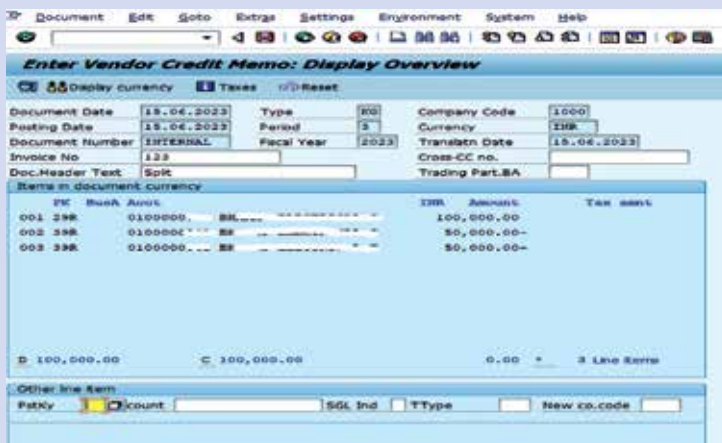 Document Edit Goto Extras Settings Environment System Help
Enter Vendor Credit Memo: Display Overview
Display currency Taxes Reset
Document Date 15.06.2023 Type KG Company Code 1000
Posting Date 15.06.2023 Period 3 Currency INR
Document Number INTERNAL Fiscal Year 2023 Translatn Date 15.06.2023
Invoice No 123 Cross-CC no.
Doc.Header Text Split Trading Part.BA
Items in document currency
PK BusA Acct INR Amount Tax amnt
001 29R 0100000 100,000.00
002 39R 0100000 50,000.00-
003 39R 0100000 50,000.00-
D 100,000.00 C 100,000.00 0.00 * 3 Line Items
Other line item
PstKy count SGL Ind TType New co.code